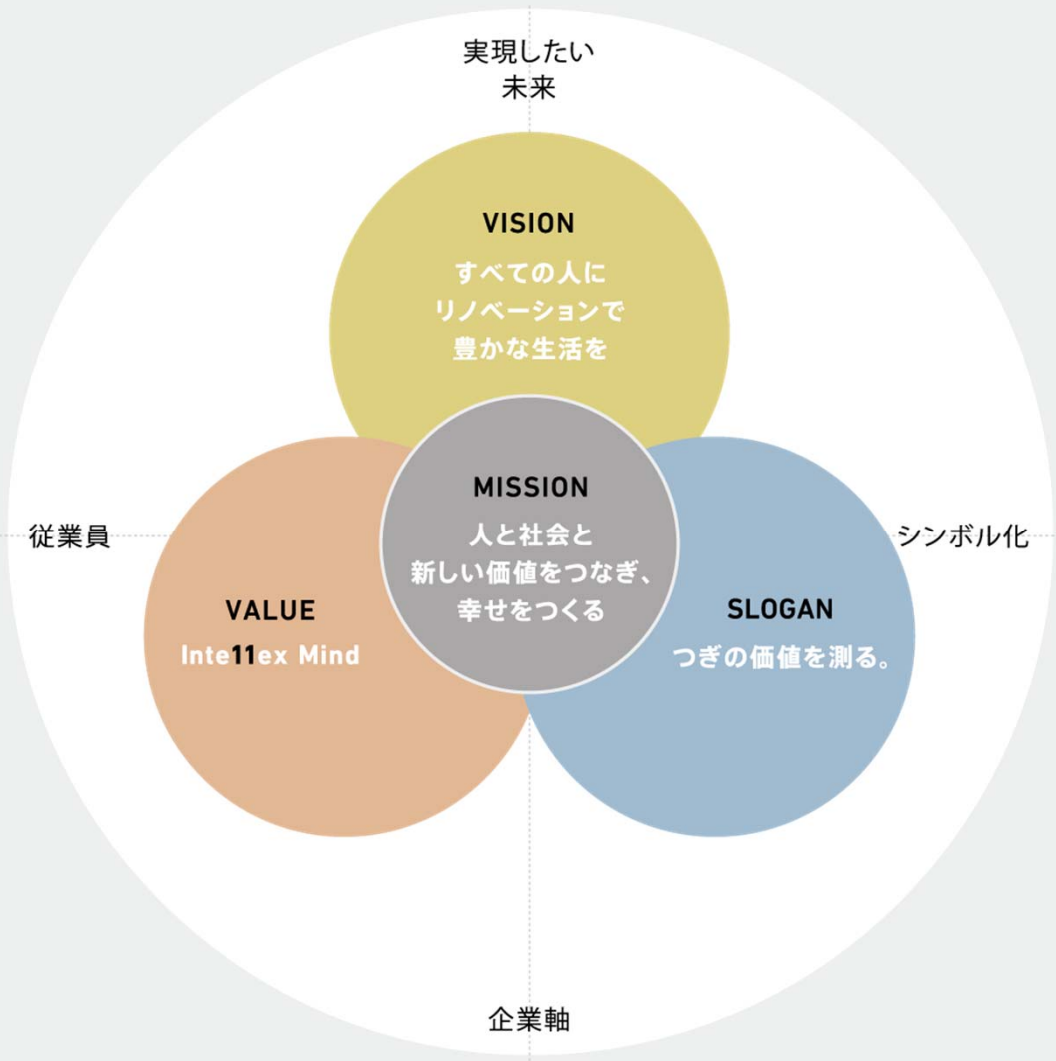 実現したい
未来
VISION
すべての人に
リノベーションで
豊かな生活を
MISSION
人と社会と
新しい価値をつなぎ、
幸せをつくる
従業員
シンボル化
VALUE
Inte11ex Mind
SLOGAN
つぎの価値を測る。
企業軸